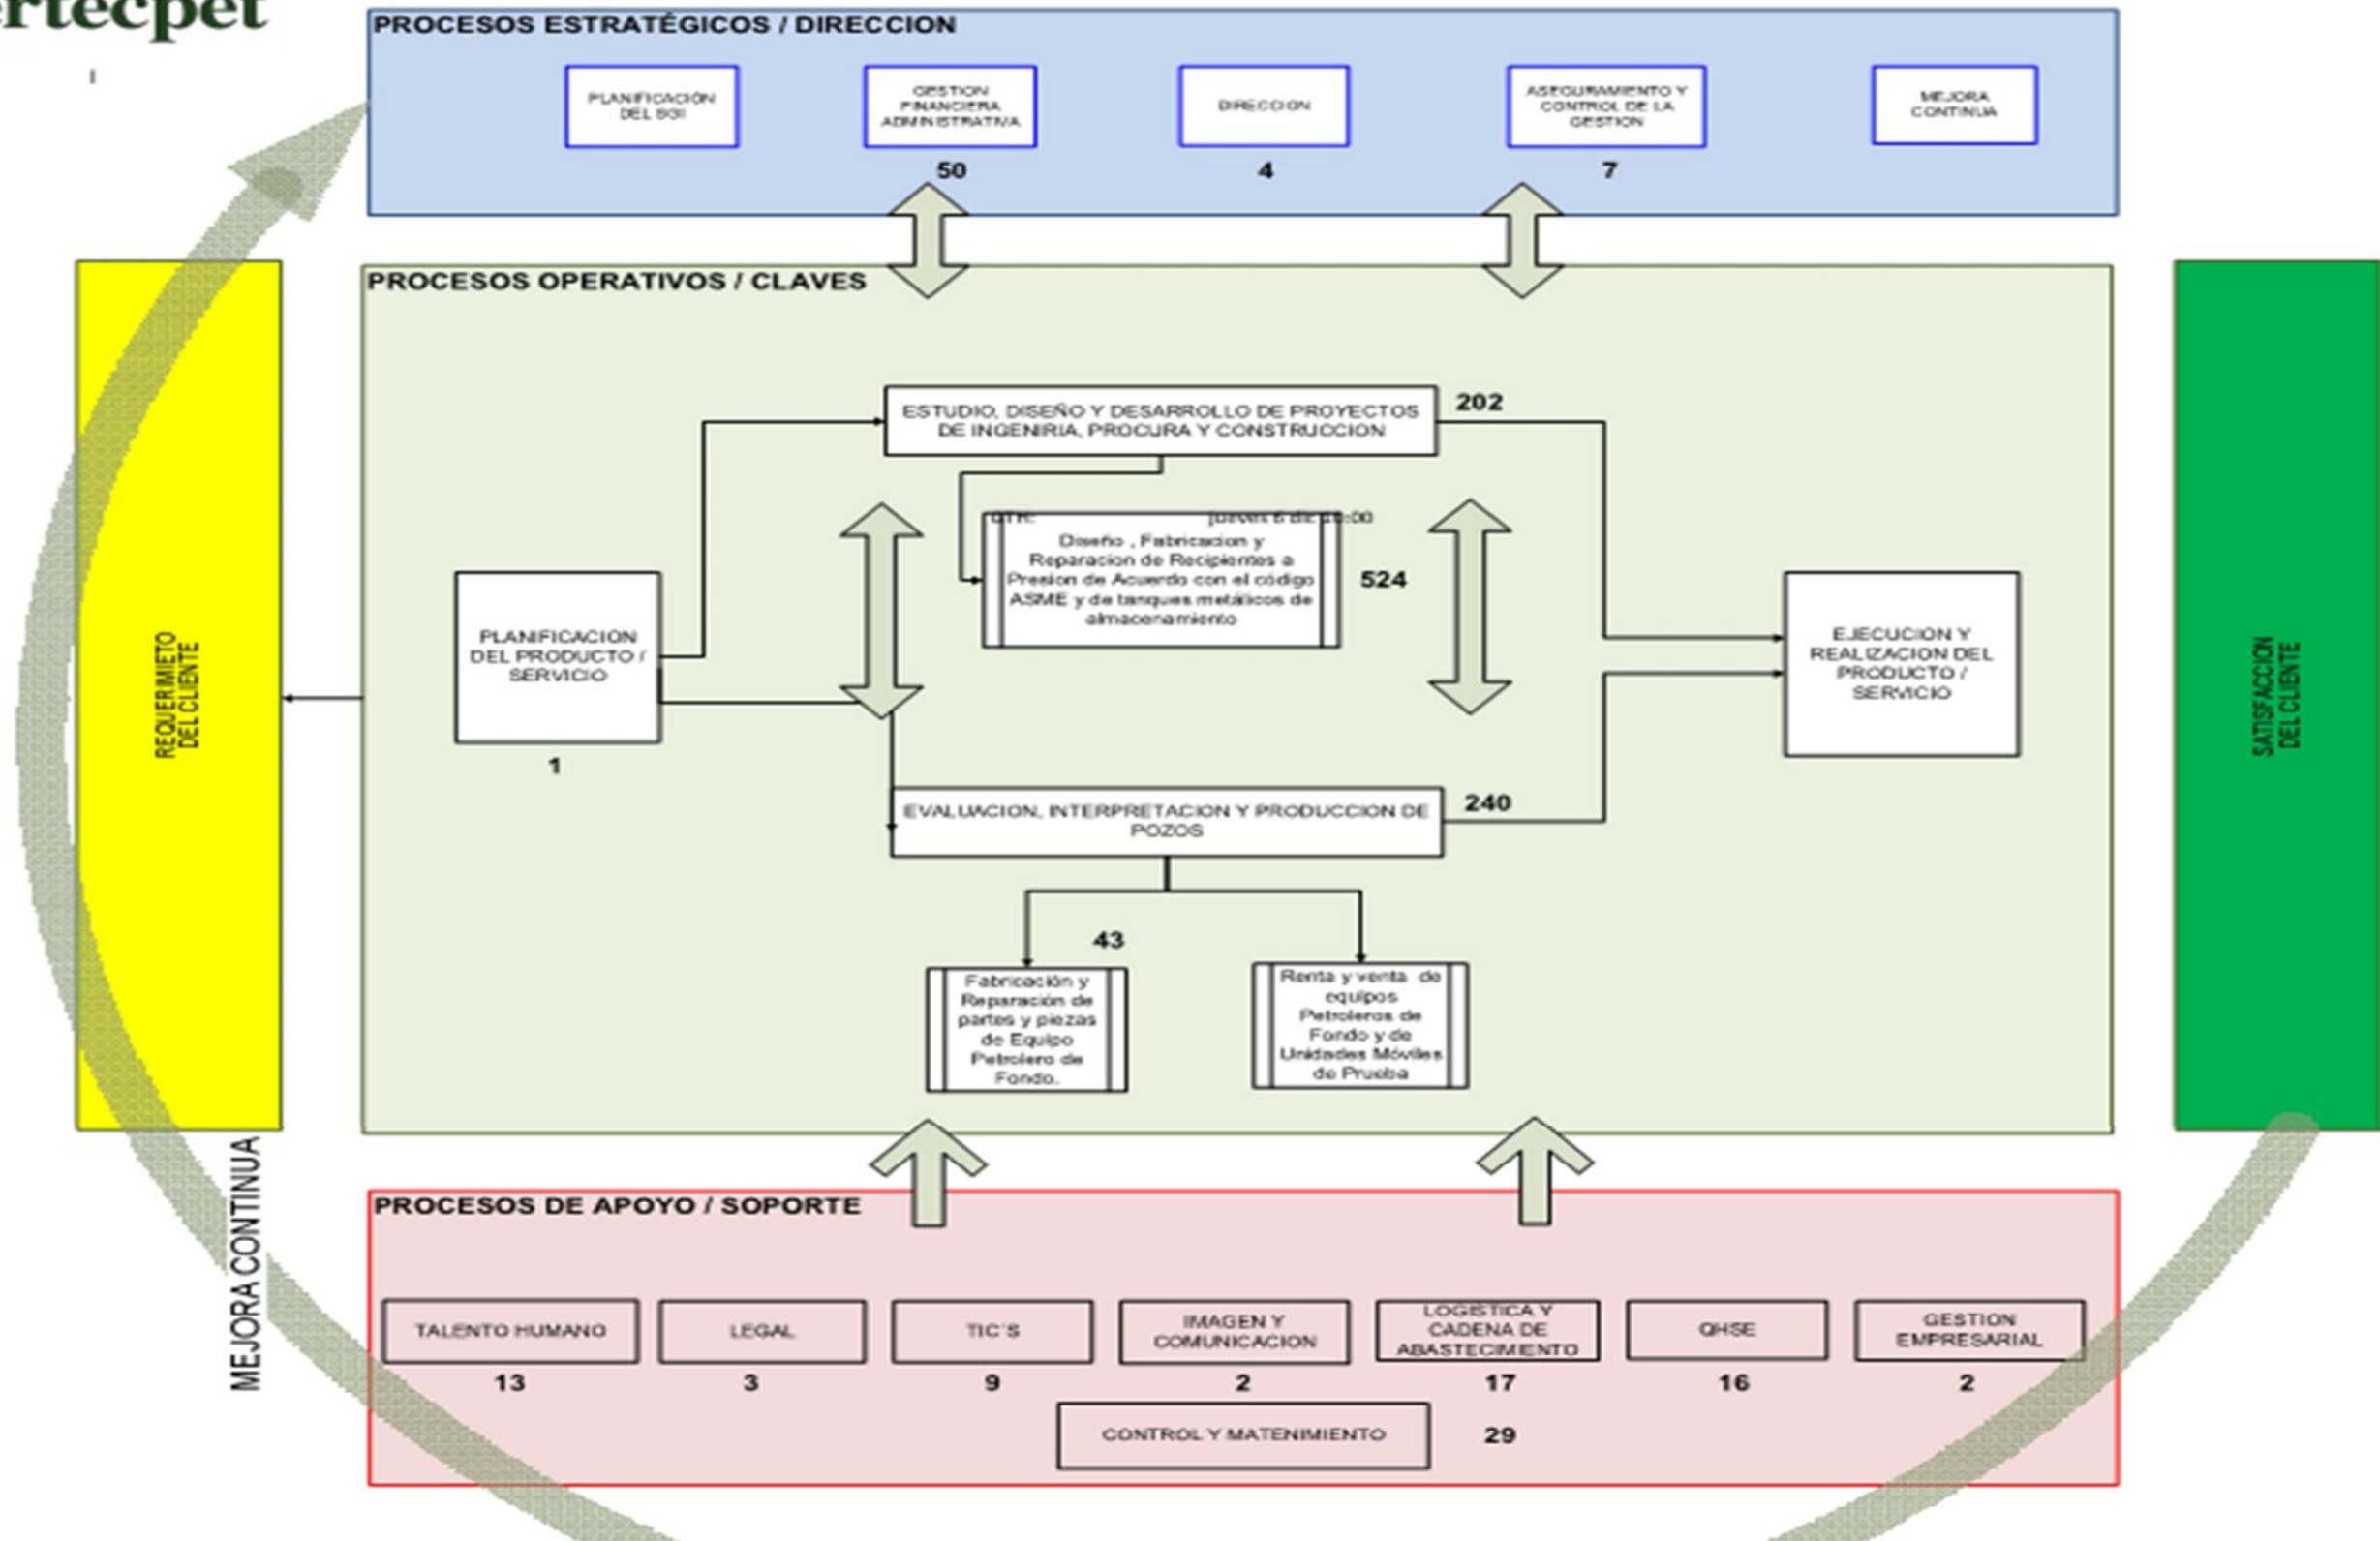 ertecpet
PROCESOS ESTRATÉGICOS / DIRECCION
PLANIFICACIÓN
DEL SGI
GESTION
FINANCIERA
ADMINISTRATIVA
50
DIRECCION
4
ASEGURAMIENTO Y
CONTROL DE LA
GESTION
7
MEJORA
CONTINUA
PROCESOS OPERATIVOS / CLAVES
REQUERIMIETO
DEL CLIENTE
PLANIFICACION
DEL PRODUCTO /
SERVICIO
1
ESTUDIO, DISEÑO Y DESARROLLO DE PROYECTOS
DE INGENIRIA, PROCURA Y CONSTRUCCION
202
Diseño , Fabricacion y
Reparacion de Recipientes a
Presion de Acuerdo con el código
ASME y de tanques metálicos de
almacenamiento
524
EVALUACION, INTERPRETACION Y PRODUCCION DE
POZOS
240
43
Fabricación y
Reparación de
partes y piezas
de Equipo
Petrolero de
Fondo.
Renta y venta de
equipos
Petroleros de
Fondo y de
Unidades Móviles
de Prueba
EJECUCION Y
REALIZACION DEL
PRODUCTO /
SERVICIO
SATISFACCION
DEL CLIENTE
MEJORA CONTINUA
PROCESOS DE APOYO / SOPORTE
TALENTO HUMANO
13
LEGAL
3
TIC´S
9
IMAGEN Y
COMUNICACION
2
LOGISTICA Y
CADENA DE
ABASTECIMIENTO
17
QHSE
16
GESTION
EMPRESARIAL
2
CONTROL Y MATENIMIENTO
29